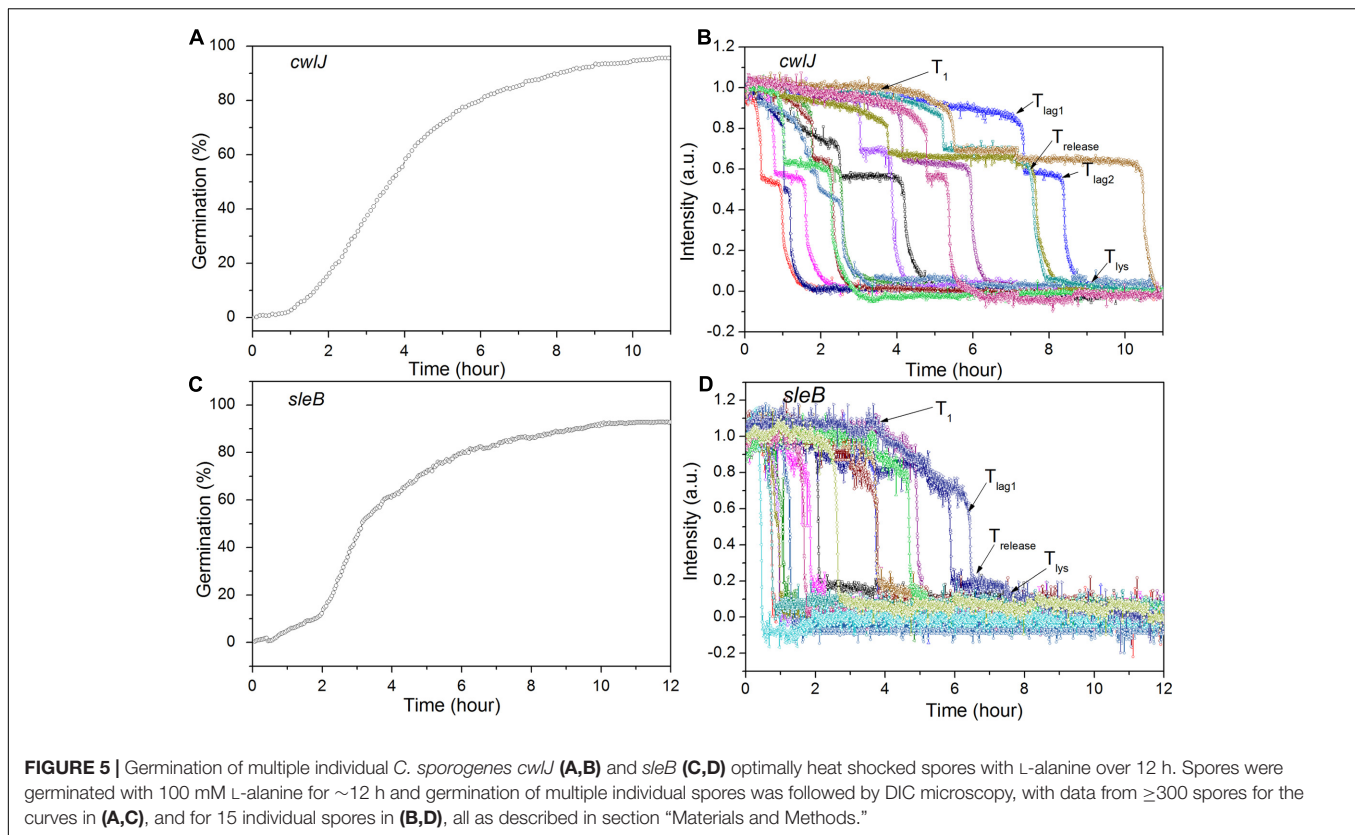 A
cwlJ
100
80
60
40
20
0
Germination (%)
0 2 4 6 8 10
Time (hour)
B
cwlJ
1.2
1.0
0.8
0.6
0.4
0.2
0.0
-0.2
Intensity (a.u.)
T1
Tlag1
Trelease
Tlag2
Tlys
0 2 4 6 8 10
Time (hour)
C
sleB
100
80
60
40
20
0
Germination (%)
0 2 4 6 8 10 12
Time (hour)
D
sleB
1.2
1.0
0.8
0.6
0.4
0.2
0.0
-0.2
Intensity (a.u.)
T1
Tlag1
Trelease
Tlys
0 2 4 6 8 10 12
Time (hour)
FIGURE 5 | Germination of multiple individual C. sporogenes cwlJ (A,B) and sleB (C,D) optimally heat shocked spores with L-alanine over 12 h. Spores were
germinated with 100 mM L-alanine for ~12 h and germination of multiple individual spores was followed by DIC microscopy, with data from ≥300 spores for the
curves in (A,C), and for 15 individual spores in (B,D), all as described in section “Materials and Methods.”